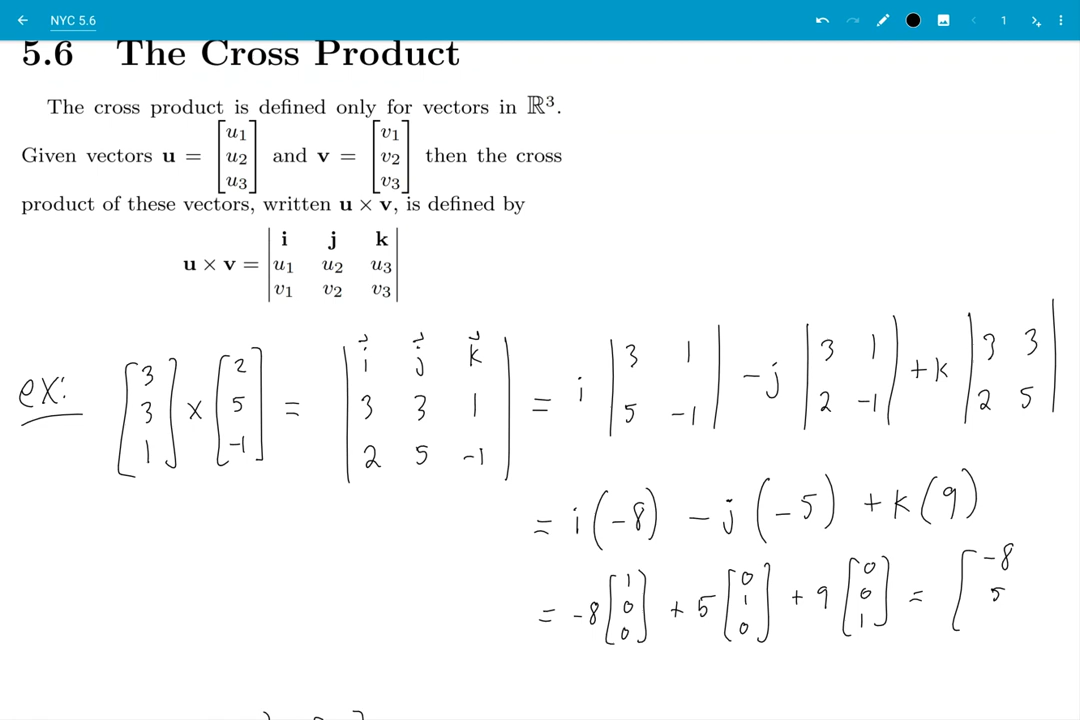 NYC 5.6
1
5.6 The Cross Product
The cross product is defined only for vectors in ℝ³.
Given vectors u = [u₁ u₂ u₃] and v = [v₁ v₂ v₃] then the cross
product of these vectors, written u × v, is defined by
u × v = | i j k |
| u₁ u₂ u₃ |
| v₁ v₂ v₃ |
ex: [3 3 1] × [2 5 -1] = | i⃗ j⃗ k⃗ ; 3 3 1 ; 2 5 -1 | = i | 3 1 ; 5 -1 | - j | 3 1 ; 2 -1 | + k | 3 3 ; 2 5 |
= i(-8) - j(-5) + k(9)
= -8 [1 0 0] + 5 [0 1 0] + 9 [0 0 1] = [-8 5